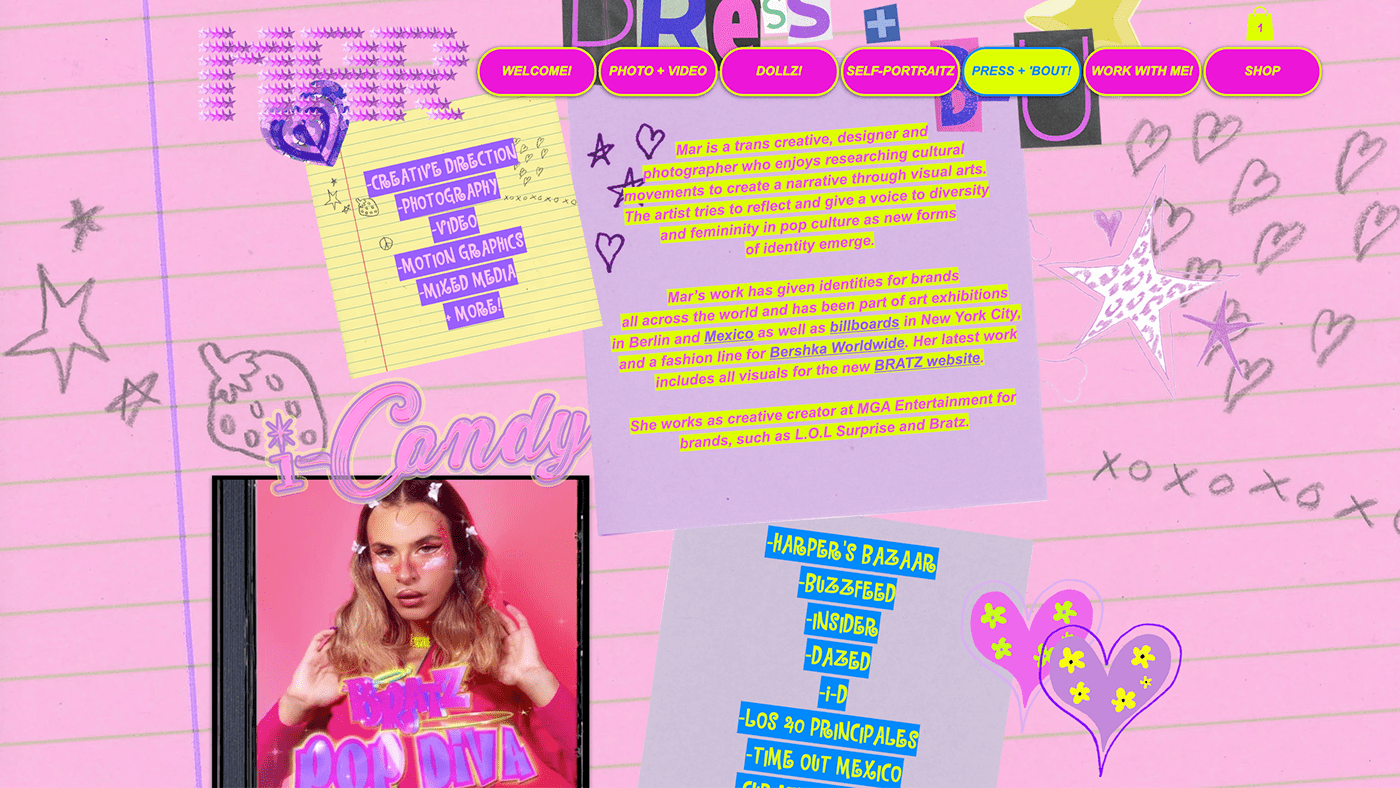 MAR
PRESS +
B U
1
WELCOME!
PHOTO + VIDEO
DOLLZ!
SELF-PORTRAITZ
PRESS + 'BOUT!
WORK WITH ME!
SHOP
-CREATIVE DIRECTION
-PHOTOGRAPHY
-VIDEO
-MOTION GRAPHICS
-MIXED MEDIA
+ MORE!
XOXOXOXO
Mar is a trans creative, designer and
photographer who enjoys researching cultural
movements to create a narrative through visual arts.
The artist tries to reflect and give a voice to diversity
and femininity in pop culture as new forms
of identity emerge.
Mar's work has given identities for brands
all across the world and has been part of art exhibitions
in Berlin and Mexico as well as billboards in New York City,
and a fashion line for Bershka Worldwide. Her latest work
includes all visuals for the new BRATZ website.
She works as creative creator at MGA Entertainment for
brands, such as L.O.L Surprise and Bratz.
XOXOXOX
i-Candy
BRATZ
POP DiVA
-HARPER'S BAZAAR
-BUZZFEED
-INSIDER
-DAZED
-i-D
-LOS 40 PRINCIPALES
-TIME OUT MEXICO